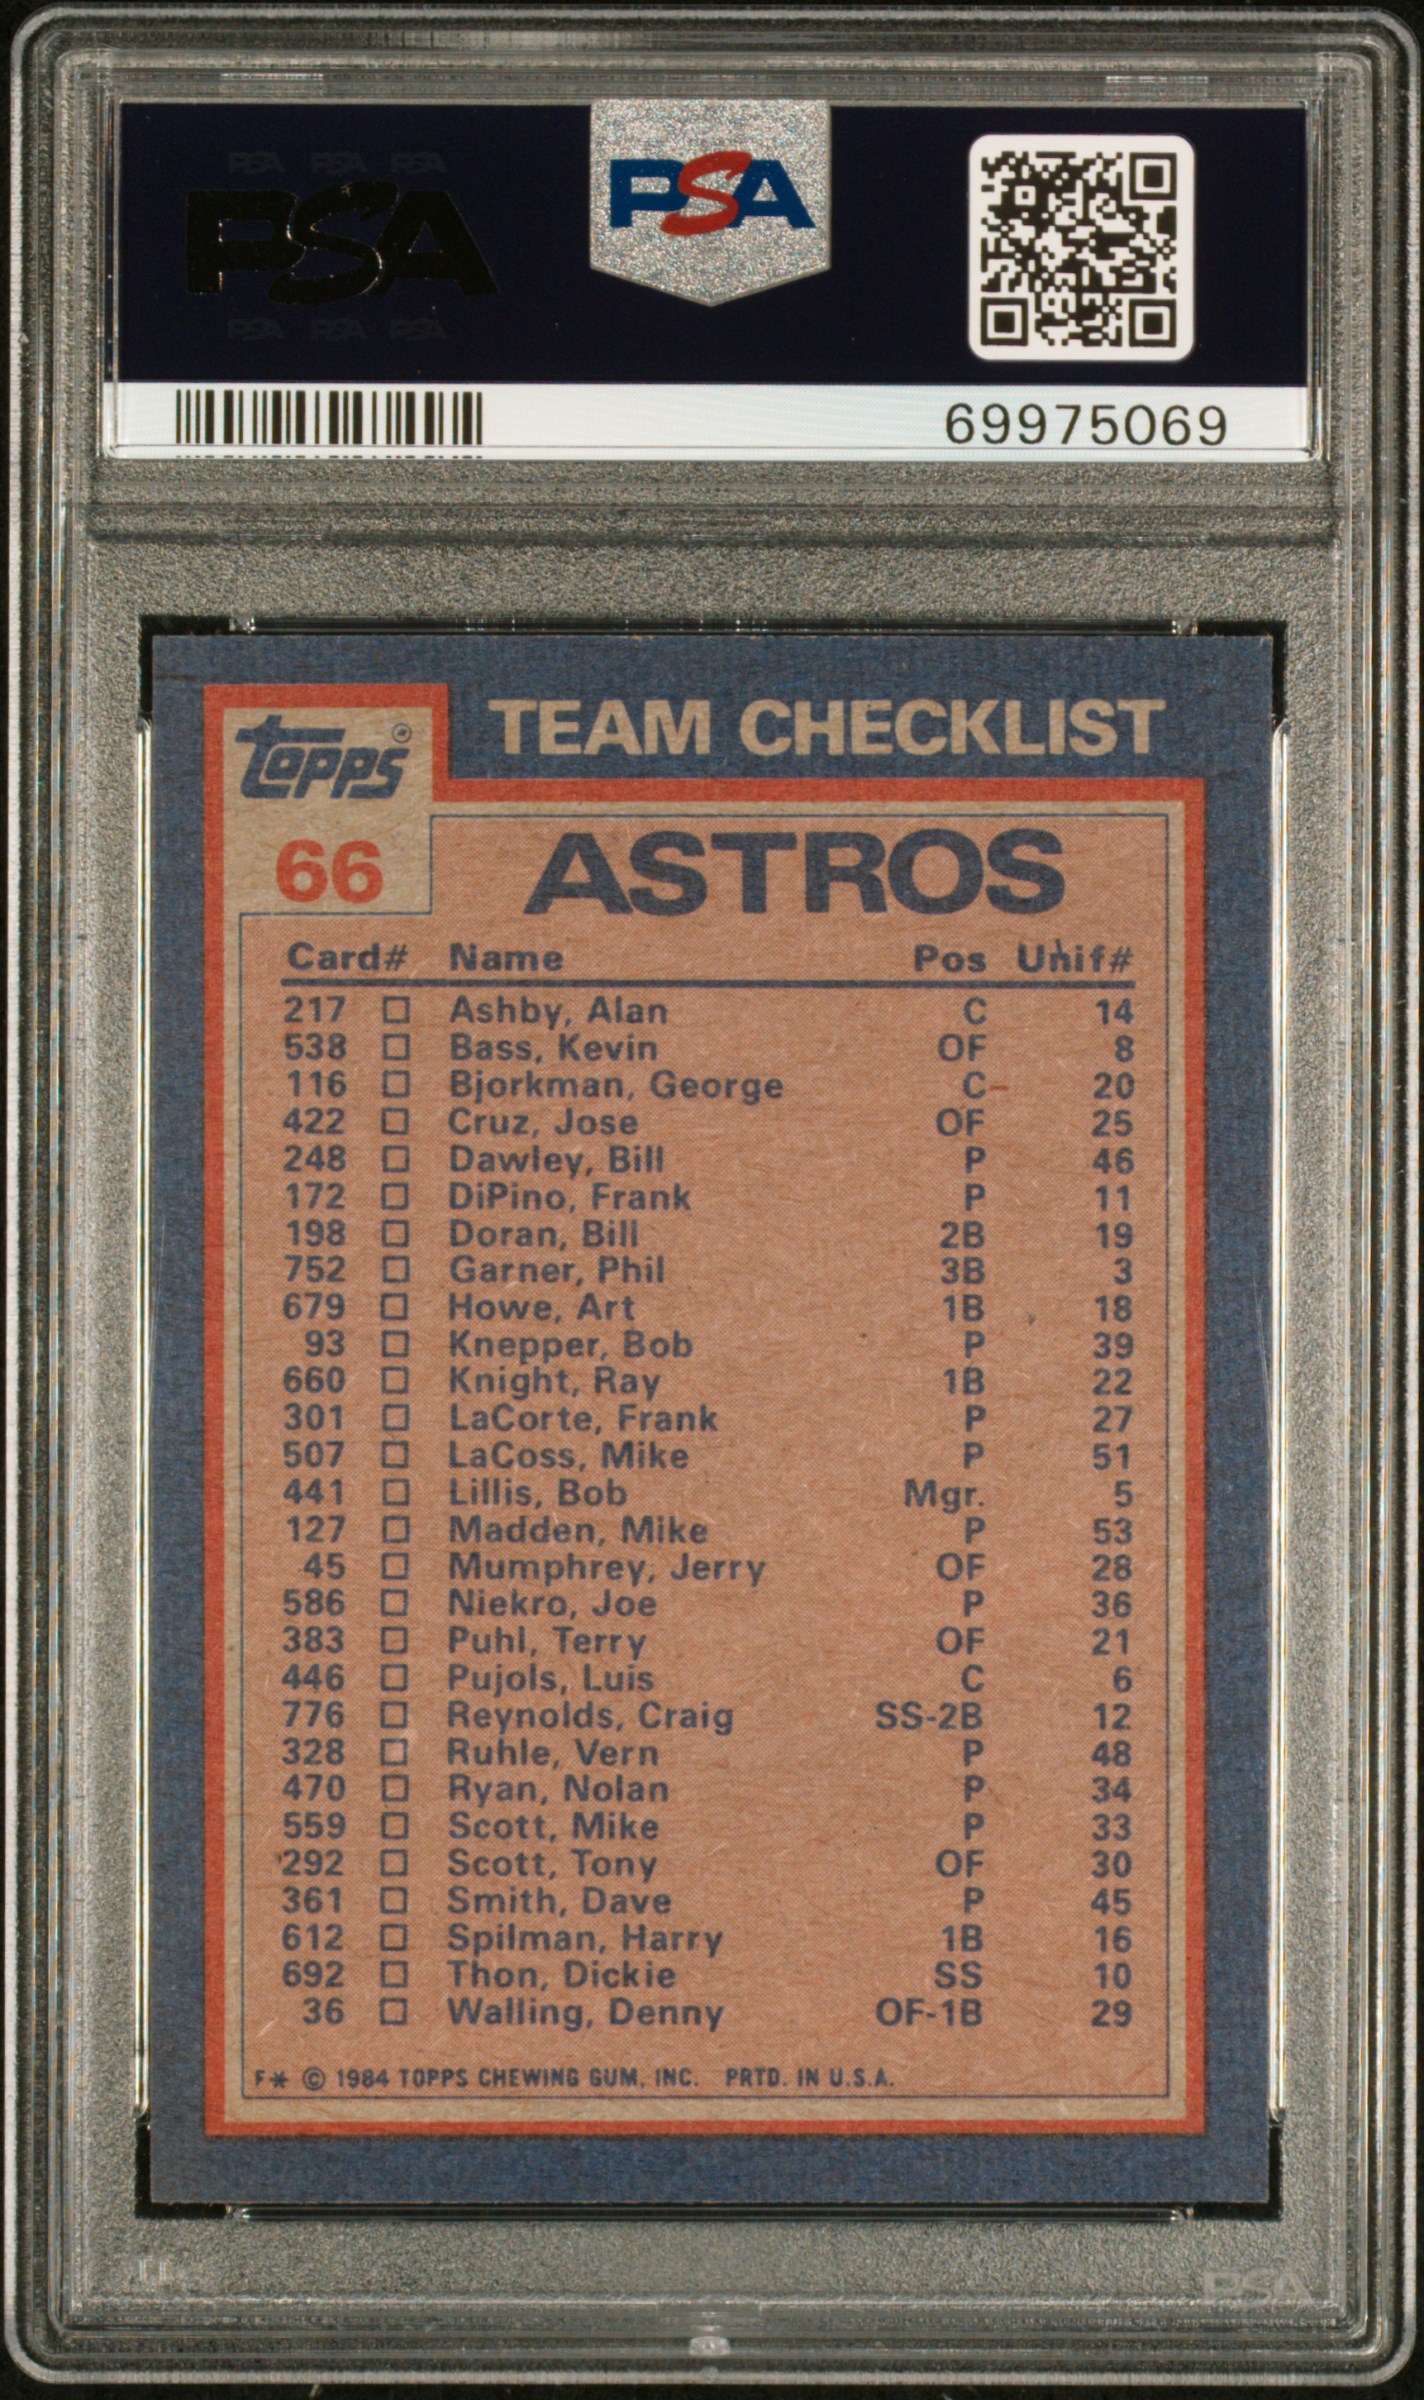 PSA PSA PSA
PSA
PSA PSA PSA
PSA
69975069
topps®
TEAM CHECKLIST
66
ASTROS
Card# Name Pos Unif#
217 □ Ashby, Alan C 14
538 □ Bass, Kevin OF 8
116 □ Bjorkman, George C 20
422 □ Cruz, Jose OF 25
248 □ Dawley, Bill P 46
172 □ DiPino, Frank P 11
198 □ Doran, Bill 2B 19
752 □ Garner, Phil 3B 3
679 □ Howe, Art 1B 18
93 □ Knepper, Bob P 39
660 □ Knight, Ray 1B 22
301 □ LaCorte, Frank P 27
507 □ LaCoss, Mike P 51
441 □ Lillis, Bob Mgr. 5
127 □ Madden, Mike P 53
45 □ Mumphrey, Jerry OF 28
586 □ Niekro, Joe P 36
383 □ Puhl, Terry OF 21
446 □ Pujols, Luis C 6
776 □ Reynolds, Craig SS-2B 12
328 □ Ruhle, Vern P 48
470 □ Ryan, Nolan P 34
559 □ Scott, Mike P 33
292 □ Scott, Tony OF 30
361 □ Smith, Dave P 45
612 □ Spilman, Harry 1B 16
692 □ Thon, Dickie SS 10
36 □ Walling, Denny OF-1B 29
F* © 1984 TOPPS CHEWING GUM, INC. PRTD. IN U.S.A.
PSA